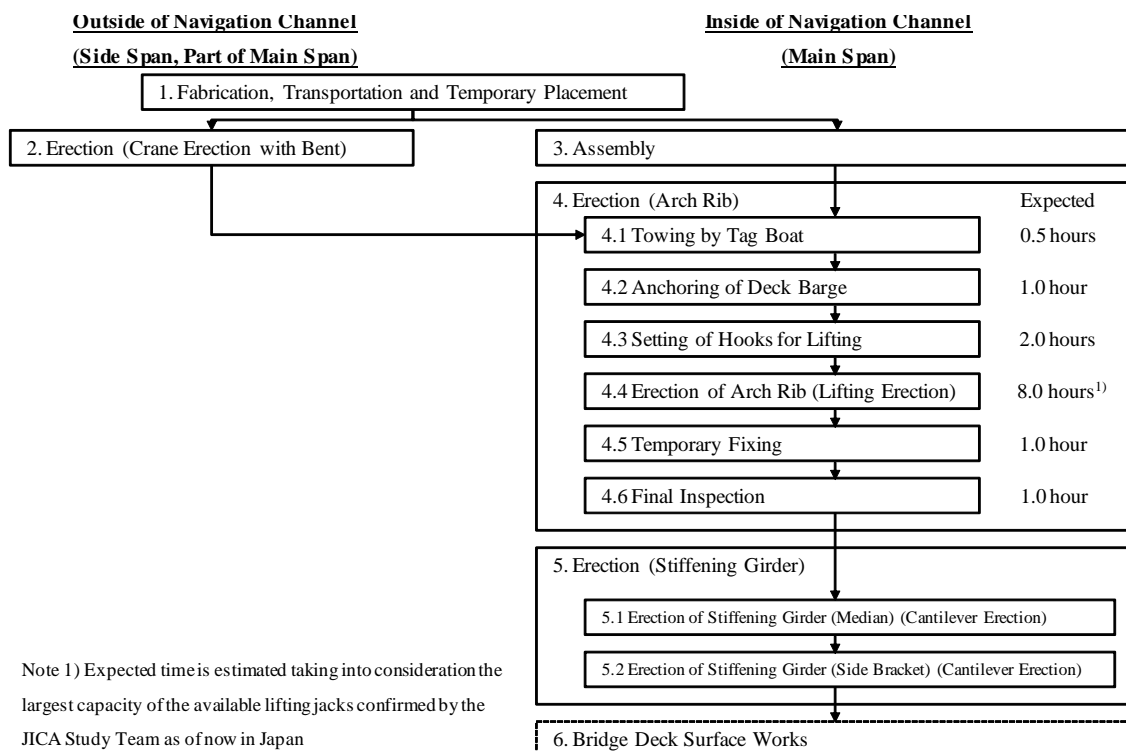 Outside of Navigation Channel
(Side Span, Part of Main Span)
Inside of Navigation Channel
(Main Span)
1. Fabrication, Transportation and Temporary Placement
2. Erection (Crane Erection with Bent)
3. Assembly
4. Erection (Arch Rib) Expected
4.1 Towing by Tag Boat 0.5 hours
4.2 Anchoring of Deck Barge 1.0 hour
4.3 Setting of Hooks for Lifting 2.0 hours
4.4 Erection of Arch Rib (Lifting Erection) 8.0 hours1)
4.5 Temporary Fixing 1.0 hour
4.6 Final Inspection 1.0 hour
5. Erection (Stiffening Girder)
5.1 Erection of Stiffening Girder (Median) (Cantilever Erection)
5.2 Erection of Stiffening Girder (Side Bracket) (Cantilever Erection)
6. Bridge Deck Surface Works
Note 1) Expected time is estimated taking into consideration the
largest capacity of the available lifting jacks confirmed by the
JICA Study Team as of now in Japan